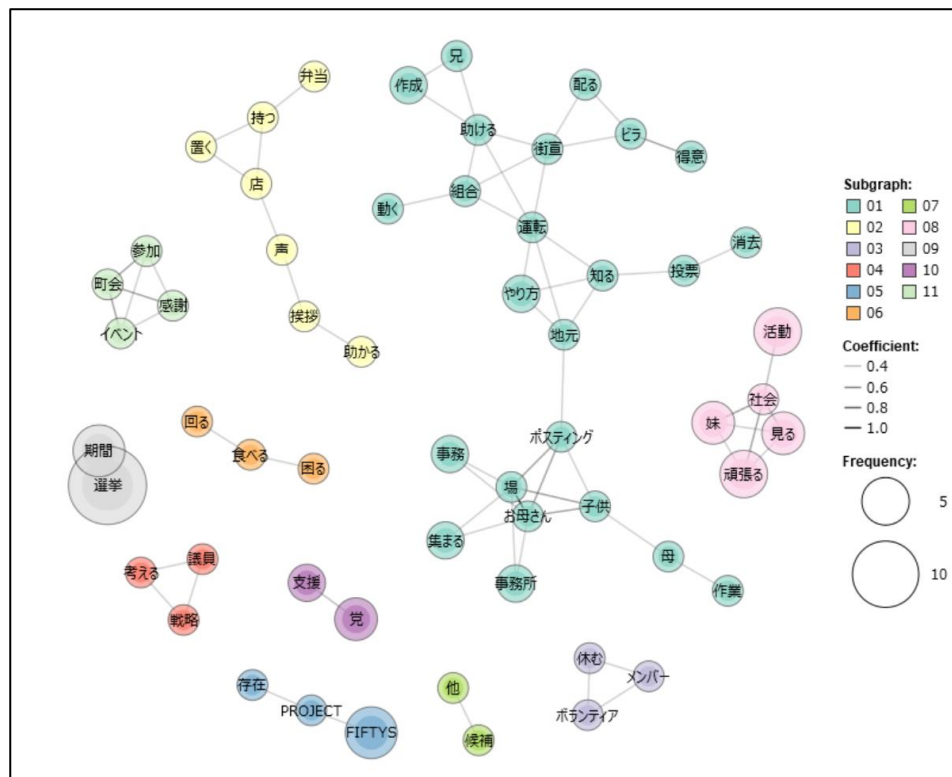 兄
弁当
作成
配る
持つ
助ける
ビラ
置く
街宣
得意
店
組合
動く
運転
消去
参加
声
知る
投票
町会
やり方
感謝
イベント
挨拶
地元
助かる
活動
社会
妹
見る
頑張る
回る
食べる
困る
期間
選挙
ポスティング
事務
場
お母さん
子供
集まる
事務所
母
作業
議員
考える
戦略
支援
党
存在
PROJECT
FIFTYS
他
候補
休む
メンバー
ボランティア
Subgraph:
01 07
02 08
03 09
04 10
05 11
06
Coefficient:
0.4
0.6
0.8
1.0
Frequency:
5
10